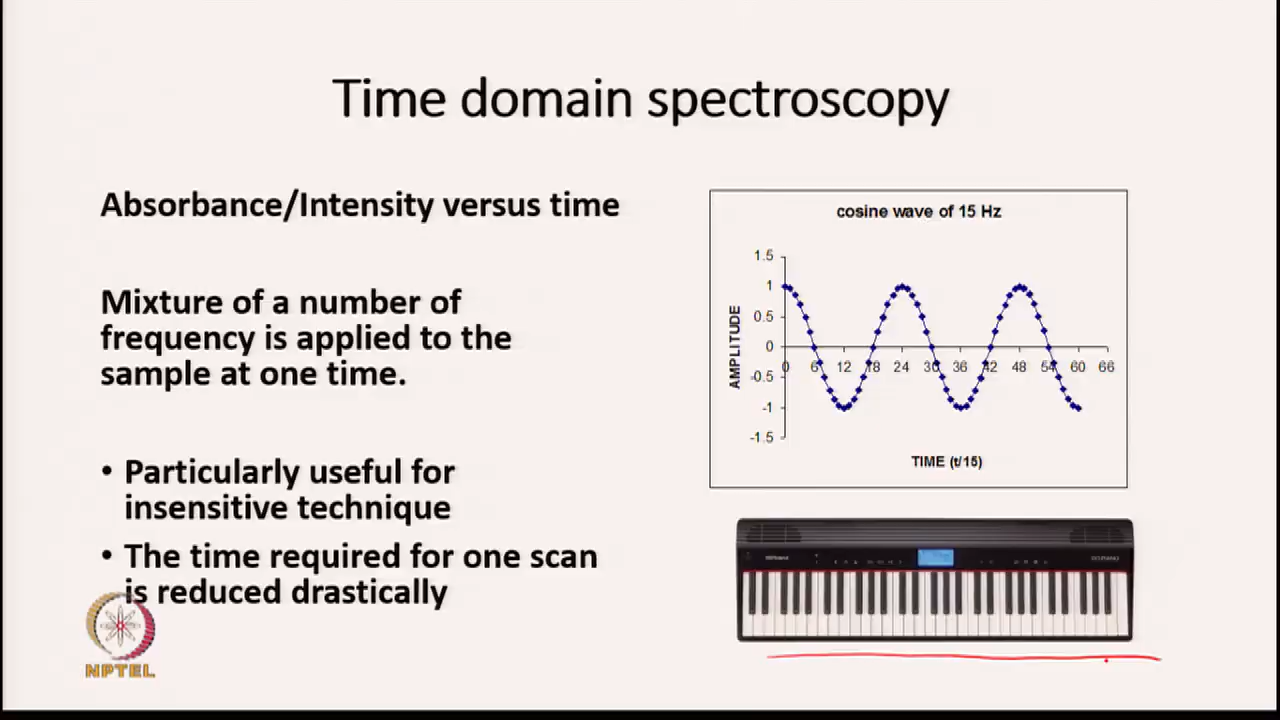 Time domain spectroscopy
Absorbance/Intensity versus time
Mixture of a number of
frequency is applied to the
sample at one time.
• Particularly useful for
insensitive technique
• The time required for one scan
is reduced drastically
NPTEL
cosine wave of 15 Hz
1.5
1
0.5
0
-0.5
-1
-1.5
AMPLITUDE
0 6 12 18 24 30 36 42 48 54 60 66
TIME (t/15)
Roland